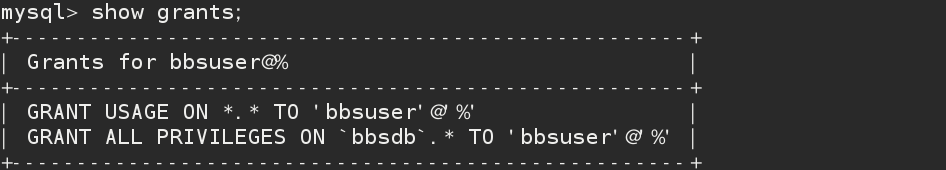 mysql> show grants;
+-----------------------------------------------------+
| Grants for bbsuser@%                                |
+-----------------------------------------------------+
| GRANT USAGE ON *.* TO 'bbsuser'@'%'                 |
| GRANT ALL PRIVILEGES ON `bbsdb`.* TO 'bbsuser'@'%'  |
+-----------------------------------------------------+